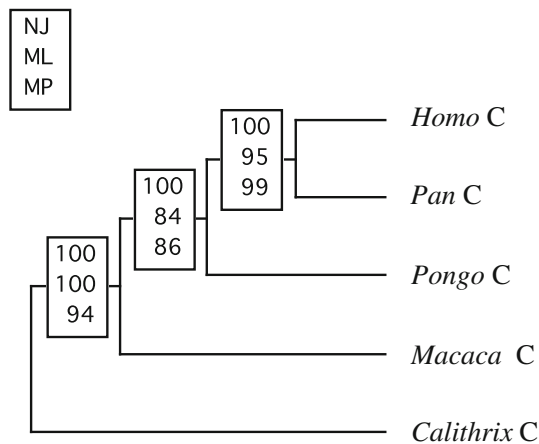 NJ
ML
MP
100
95
99
Homo C
Pan C
100
84
86
Pongo C
100
100
94
Macaca C
Calithrix C